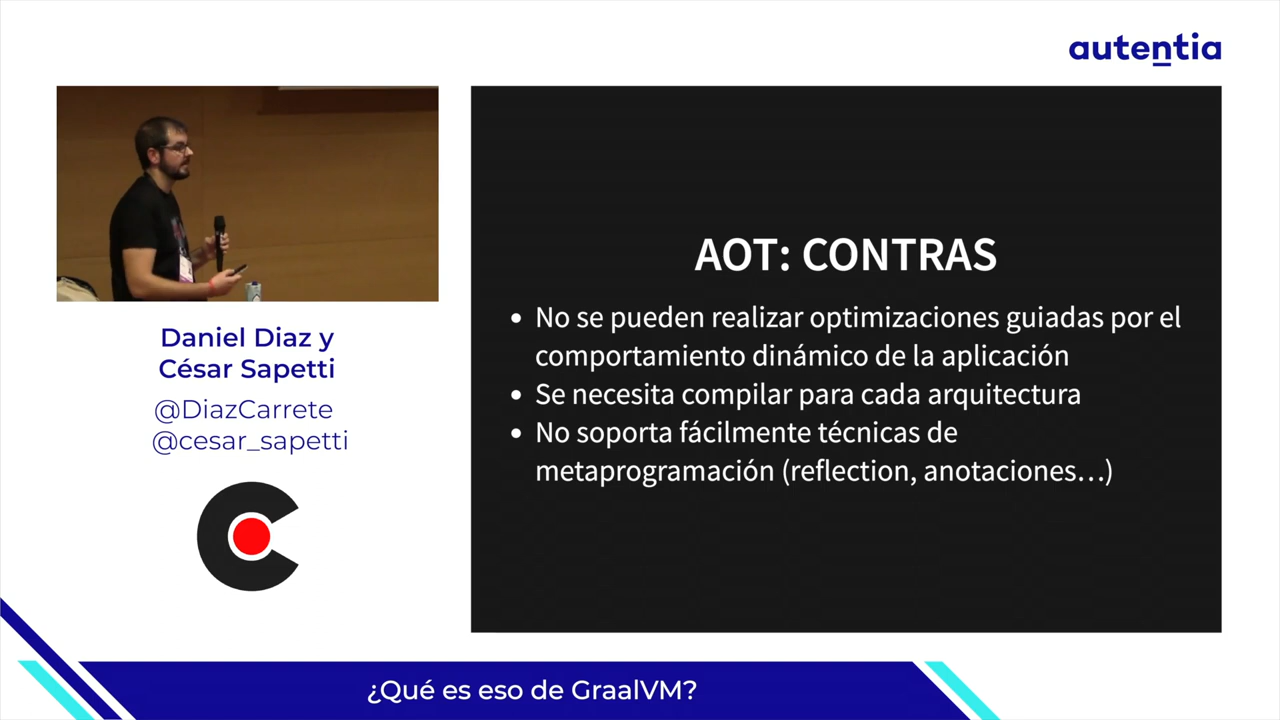 autentia
Daniel Diaz y
César Sapetti
@DiazCarrete
@cesar_sapetti
AOT: CONTRAS
• No se pueden realizar optimizaciones guiadas por el
comportamiento dinámico de la aplicación
• Se necesita compilar para cada arquitectura
• No soporta fácilmente técnicas de
metaprogramación (reflection, anotaciones...)
¿Qué es eso de GraalVM?